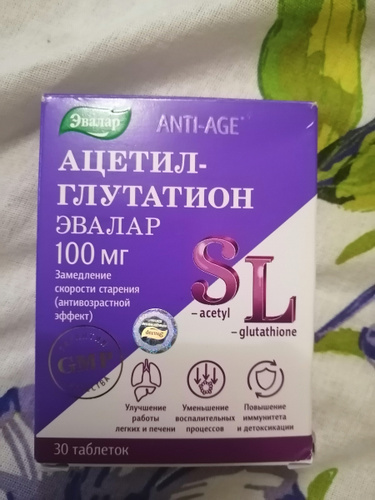 Эвалар
ANTI-AGE
АЦЕТИЛ-
ГЛУТАТИОН
ЭВАЛАР
100 мг
Замедление
скорости старения
(антивозрастной
эффект)
SL
– acetyl
– glutathione
GMP
Улучшение
работы
легких и печени
Уменьшение
воспалительных
процессов
Повышение
иммунитета
и детоксикации
30 таблеток